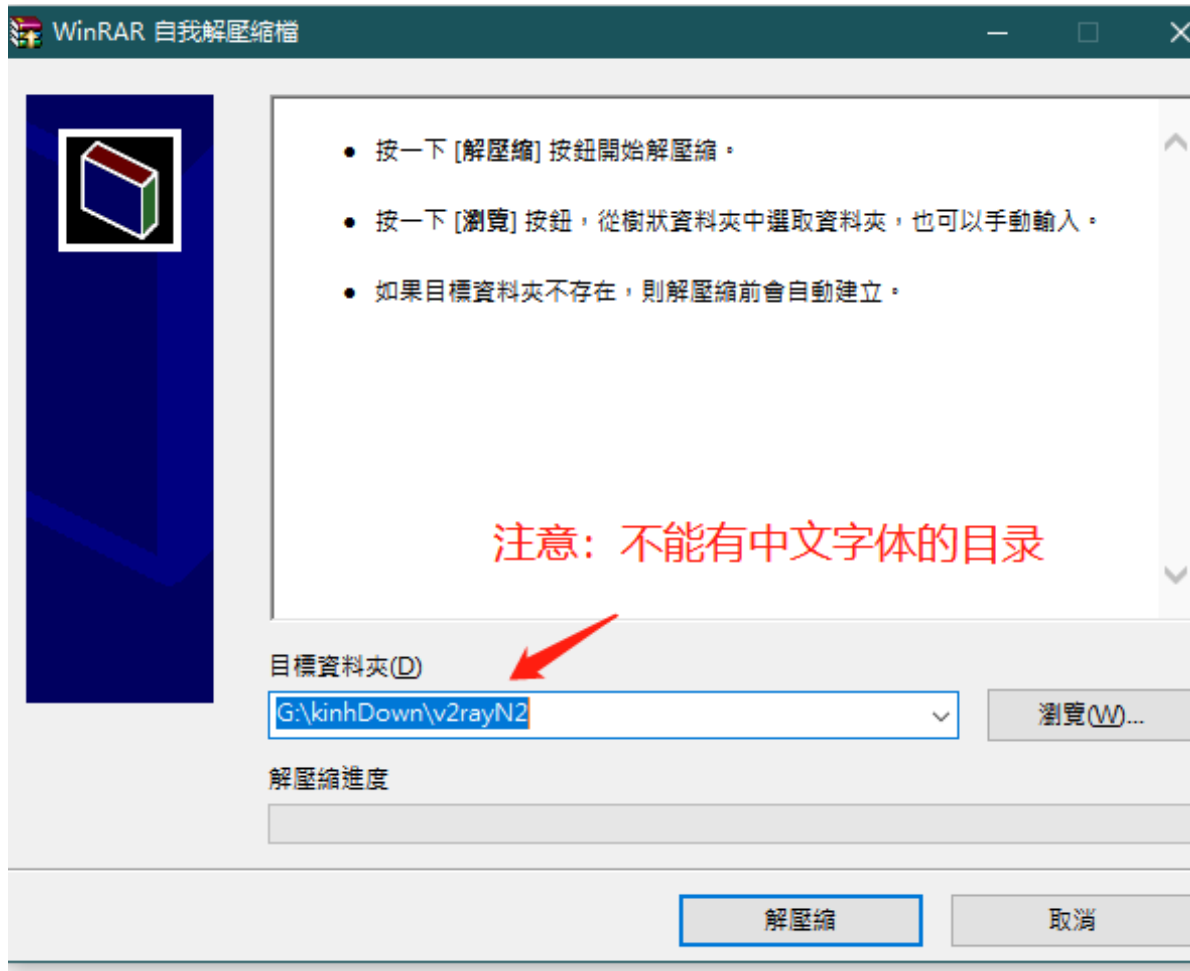 WinRAR 自我解壓縮檔
按一下 [解壓縮] 按鈕開始解壓縮。
按一下 [瀏覽] 按鈕，從樹狀資料夾中選取資料夾，也可以手動輸入。
如果目標資料夾不存在，則解壓縮前會自動建立。
注意：不能有中文字体的目录
目標資料夾(D)
G:\kinhDown\v2rayN2
瀏覽(W)...
解壓縮進度
解壓縮
取消